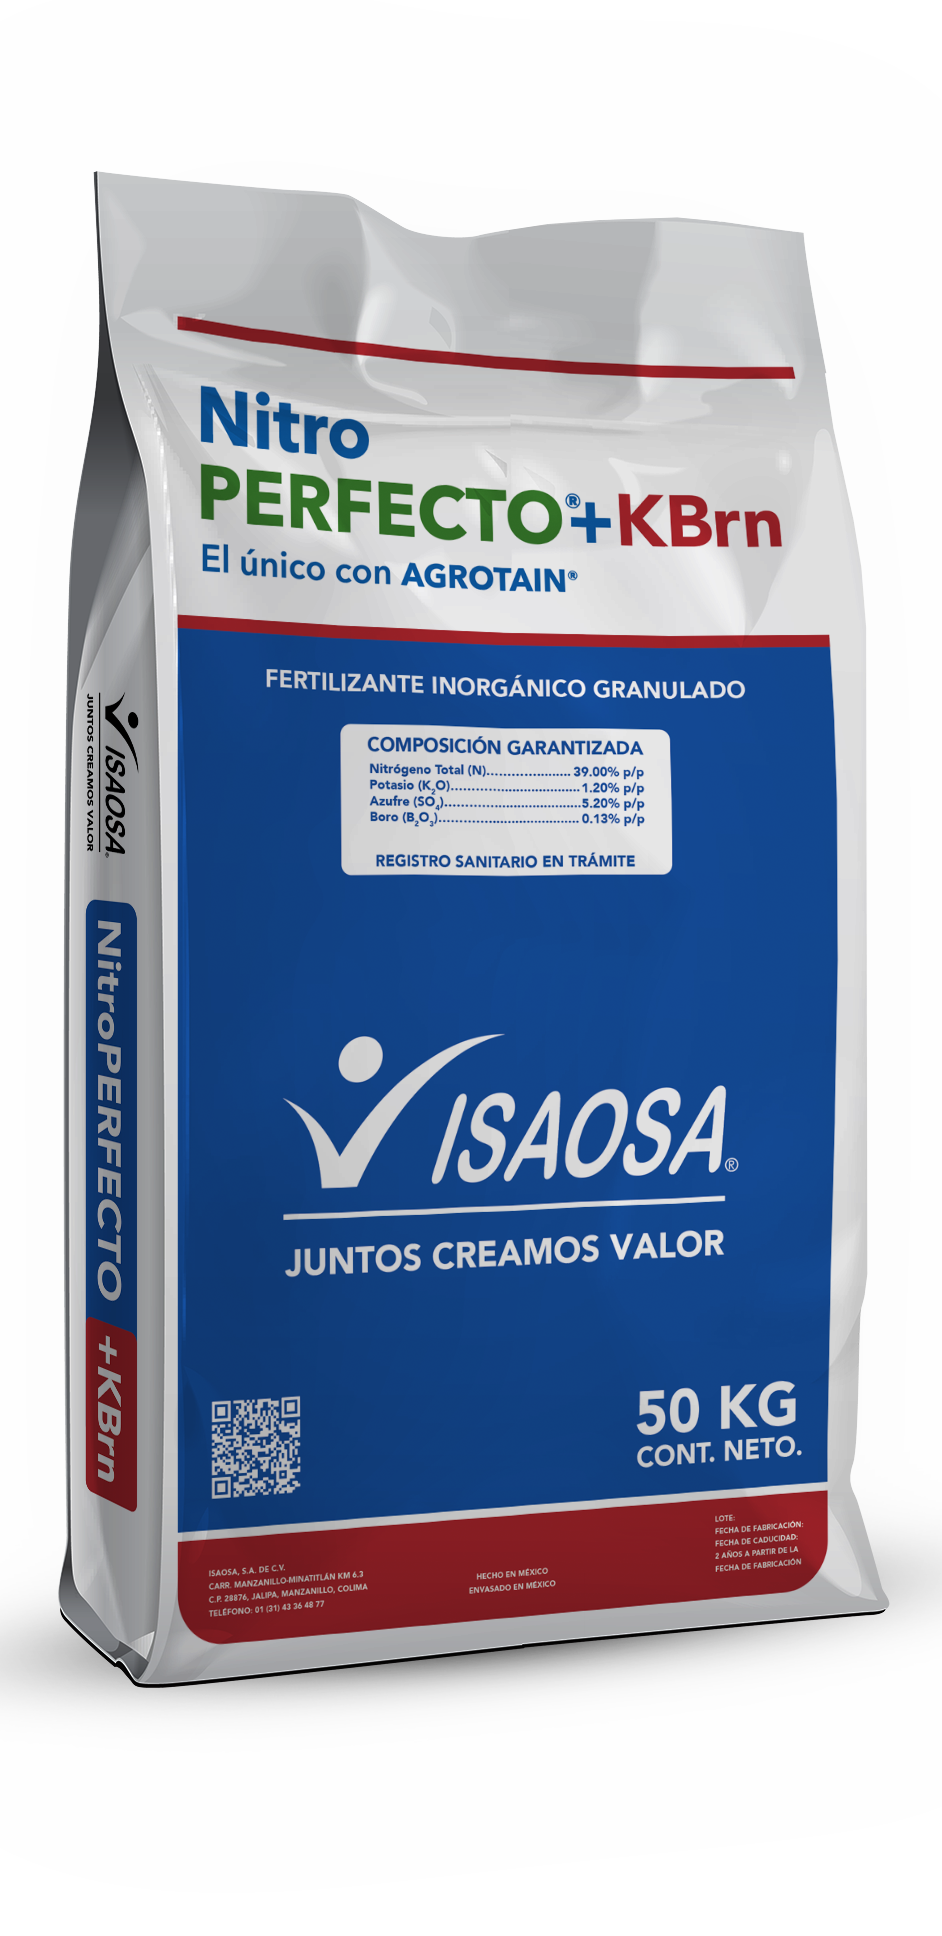 Nitro
PERFECTO®+KBrn
El único con AGROTAIN®
FERTILIZANTE INORGÁNICO GRANULADO
COMPOSICIÓN GARANTIZADA
Nitrógeno Total (N)...................... 39.00% p/p
Potasio (K2O)....................................1.20% p/p
Azufre (SO4).....................................5.20% p/p
Boro (B2O3)..................................... 0.13% p/p
REGISTRO SANITARIO EN TRÁMITE
ISAOSA®
JUNTOS CREAMOS VALOR
50 KG
CONT. NETO.
ISAOSA, S.A. DE C.V.
CARR. MANZANILLO-MINATITLÁN KM 6.3
C.P. 28876, JALIPA, MANZANILLO, COLIMA
TELÉFONO: 01 (31) 43 36 48 77
HECHO EN MÉXICO
ENVASADO EN MÉXICO
LOTE:
FECHA DE FABRICACIÓN:
FECHA DE CADUCIDAD:
2 AÑOS A PARTIR DE LA
FECHA DE FABRICACIÓN
ISAOSA®
JUNTOS CREAMOS VALOR
NitroPERFECTO +KBrn